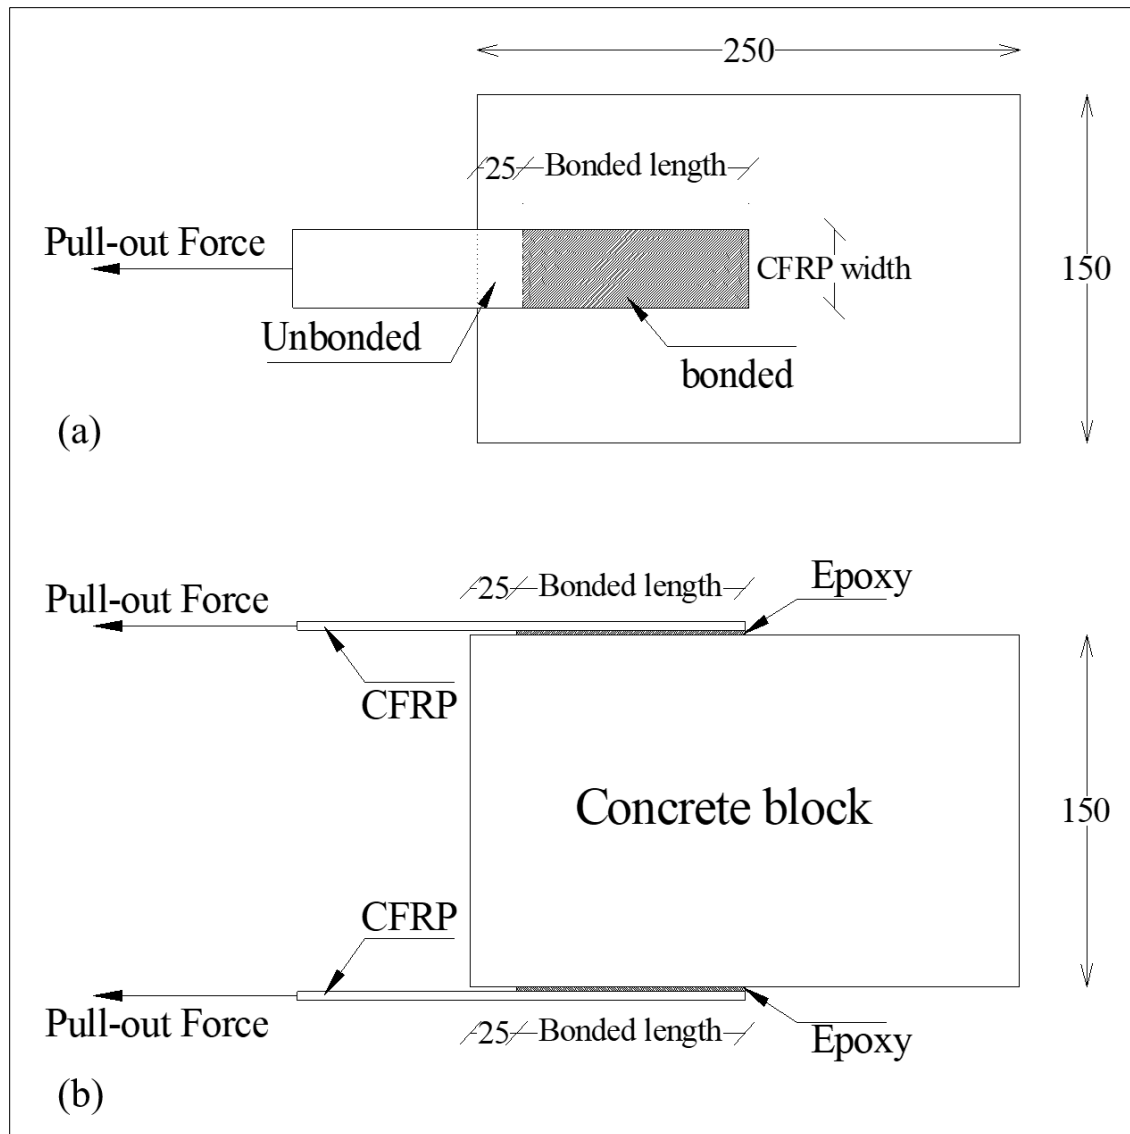 250
25
Bonded length
Pull-out Force
CFRP width
150
Unbonded
bonded
(a)
25
Bonded length
Epoxy
Pull-out Force
CFRP
150
Concrete block
CFRP
Pull-out Force
25
Bonded length
Epoxy
(b)